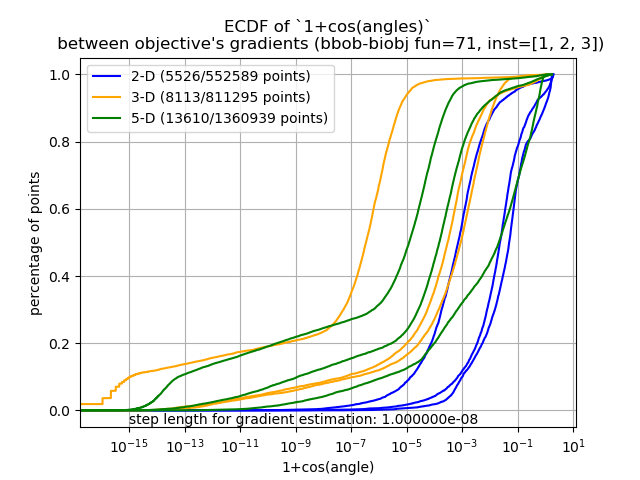 ECDF of `1+cos(angles)`
between objective's gradients (bbob-biobj fun=71, inst=[1, 2, 3])
2-D (5526/552589 points)
3-D (8113/811295 points)
5-D (13610/1360939 points)
percentage of points
1.0
0.8
0.6
0.4
0.2
0.0
step length for gradient estimation: 1.000000e-08
10⁻¹⁵ 10⁻¹³ 10⁻¹¹ 10⁻⁹ 10⁻⁷ 10⁻⁵ 10⁻³ 10⁻¹ 10¹
1+cos(angle)